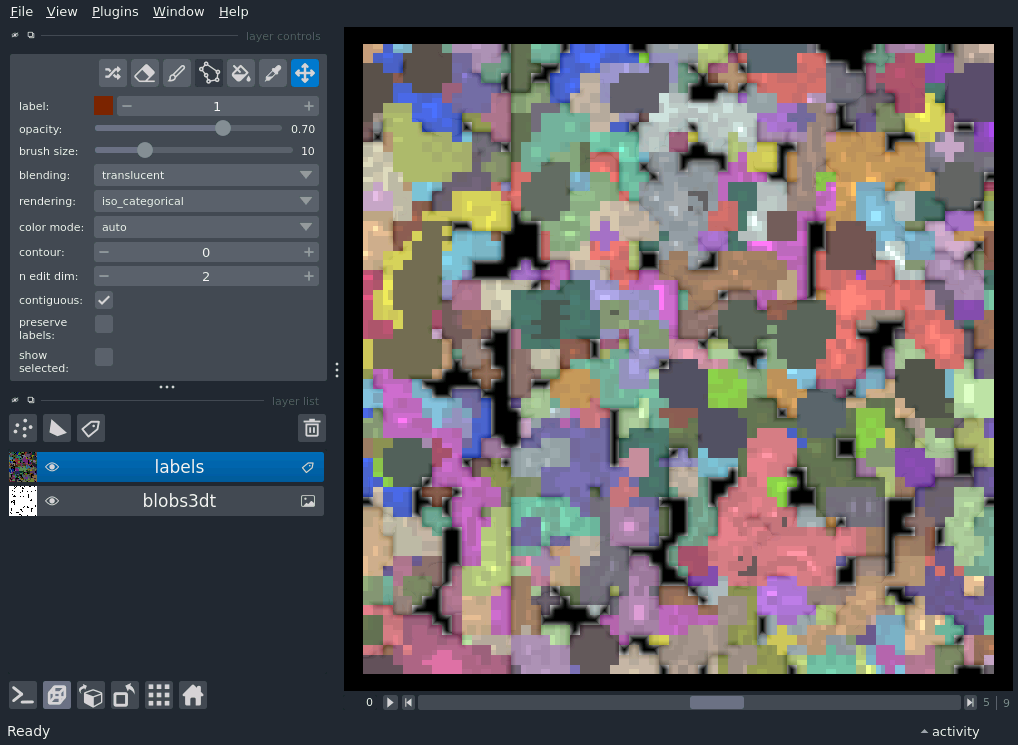 File View Plugins Window Help
layer controls
label: 1
opacity: 0.70
brush size: 10
blending: translucent
rendering: iso_categorical
color mode: auto
contour: 0
n edit dim: 2
contiguous:
preserve
labels:
show
selected:
layer list
labels
blobs3dt
0 5 9
Ready activity